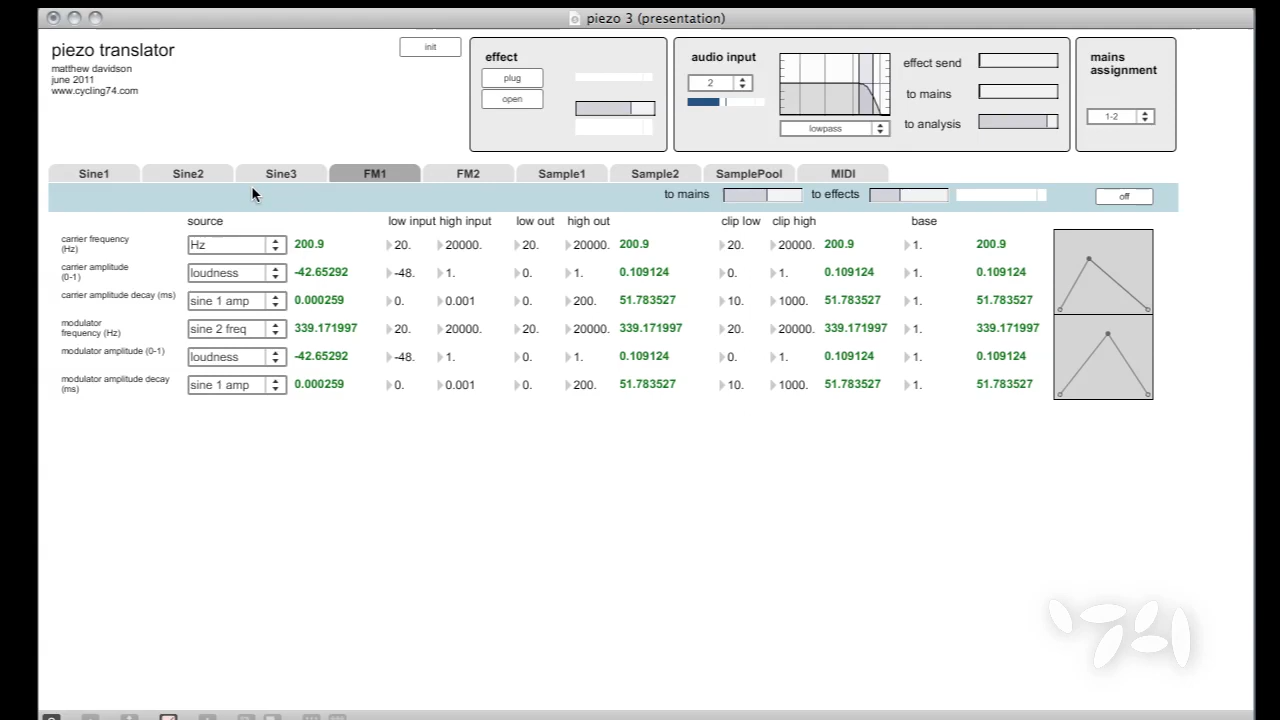 piezo 3 (presentation)
piezo translator
matthew davidson
june 2011
www.cycling74.com
init
effect
plug
open
audio input
2
lowpass
effect send
to mains
to analysis
mains
assignment
1-2
Sine1 Sine2 Sine3 FM1 FM2 Sample1 Sample2 SamplePool MIDI
to mains to effects off
source low input high input low out high out clip low clip high base
carrier frequency
(Hz)
Hz 200.9 20. 20000. 20. 20000. 200.9 20. 20000. 200.9 1. 200.9
carrier amplitude
(0-1)
loudness -42.65292 -48. 1. 0. 1. 0.109124 0. 1. 0.109124 1. 0.109124
carrier amplitude decay (ms)
sine 1 amp 0.000259 0. 0.001 0. 200. 51.783527 10. 1000. 51.783527 1. 51.783527
modulator
frequency (Hz)
sine 2 freq 339.171997 20. 20000. 20. 20000. 339.171997 20. 20000. 339.171997 1. 339.171997
modulator amplitude (0-1)
loudness -42.65292 -48. 1. 0. 1. 0.109124 0. 1. 0.109124 1. 0.109124
modulator amplitude decay
(ms)
sine 1 amp 0.000259 0. 0.001 0. 200. 51.783527 10. 1000. 51.783527 1. 51.783527
'74